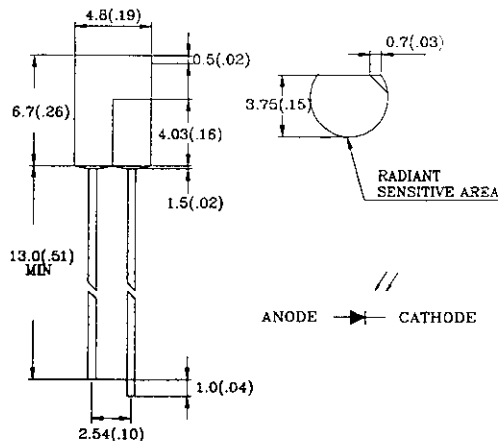 4.8(.19)
0.7(.03)
0.5(.02)
6.7(.26)
3.75(.15)
4.03(.16)
1.5(.02)
RADIANT
SENSITIVE AREA
13.0(.51)
MIN
ANODE
CATHODE
1.0(.04)
2.54(.10)